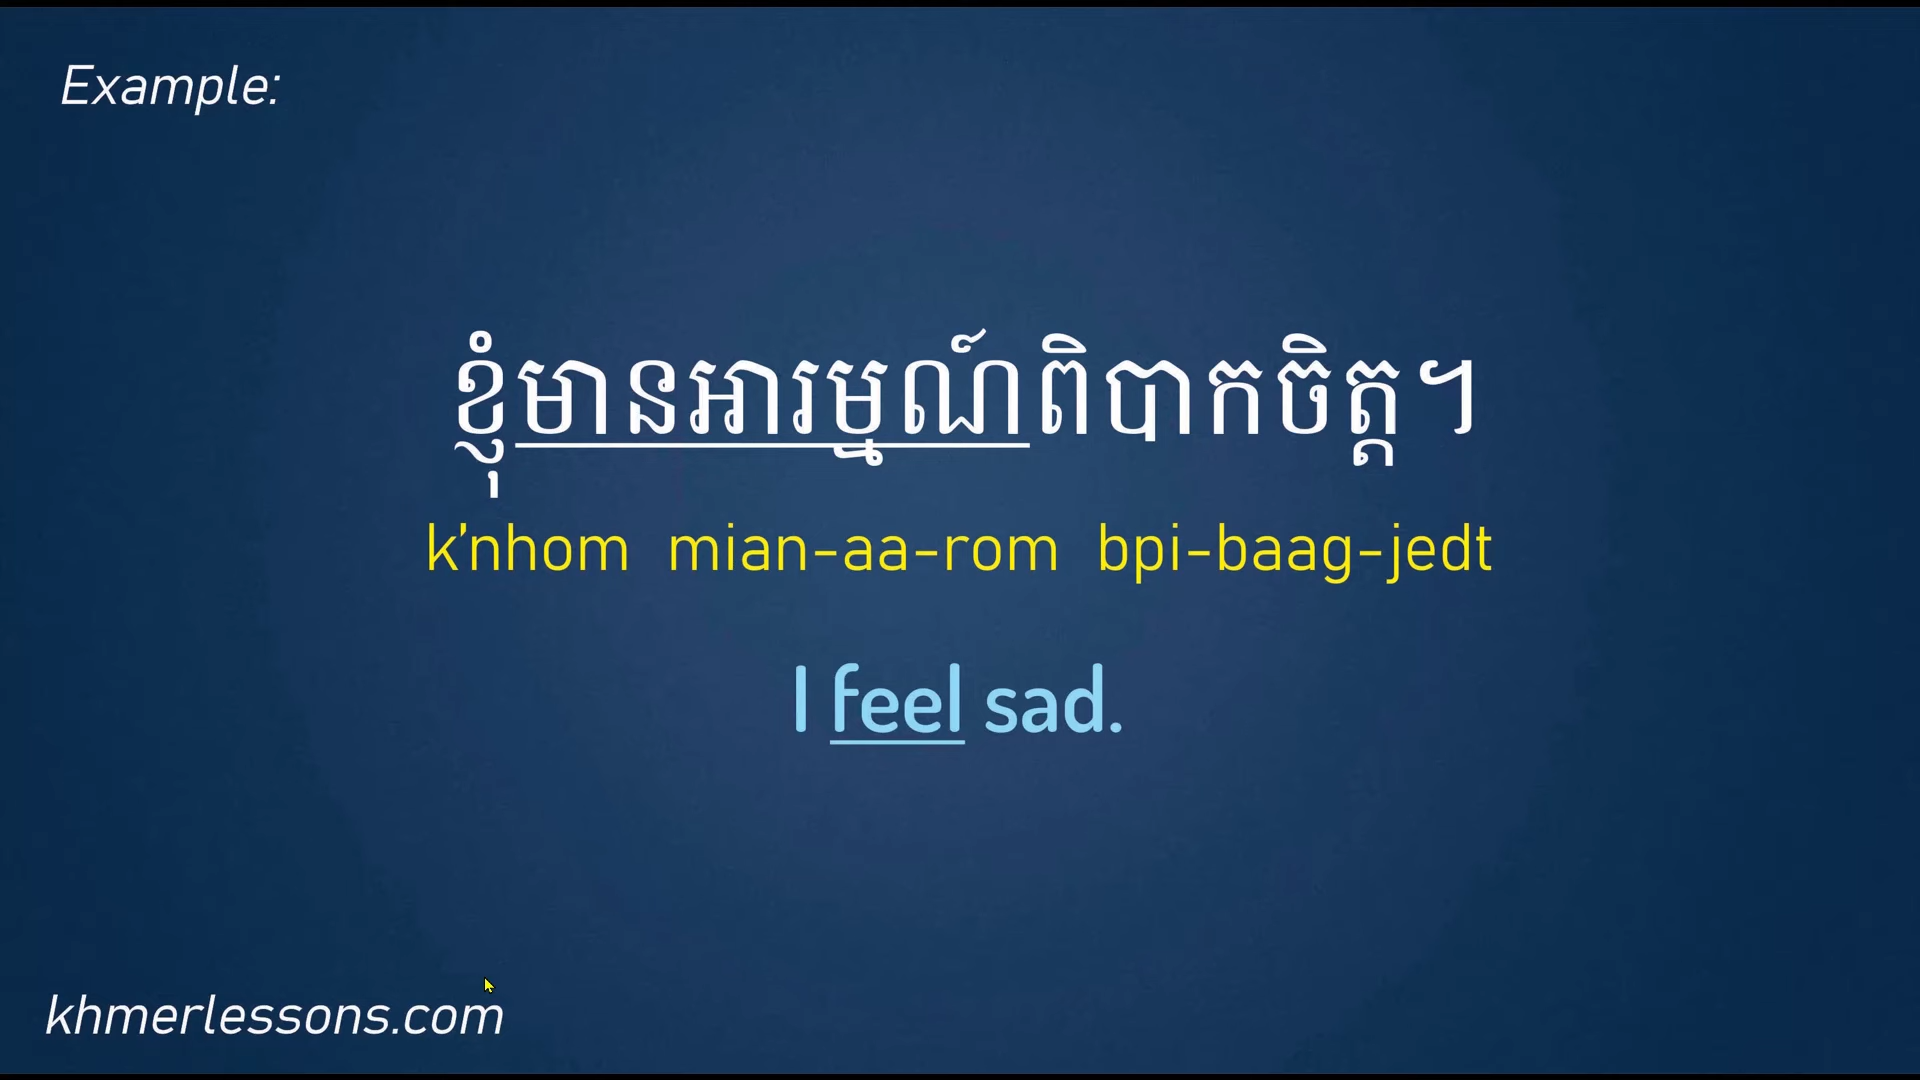 Example:
ខ្ញុំមានអារម្មណ៍ពិបាកចិត្ត។
k'nhom mian-aa-rom bpi-baag-jedt
I feel sad.
khmerlessons.com